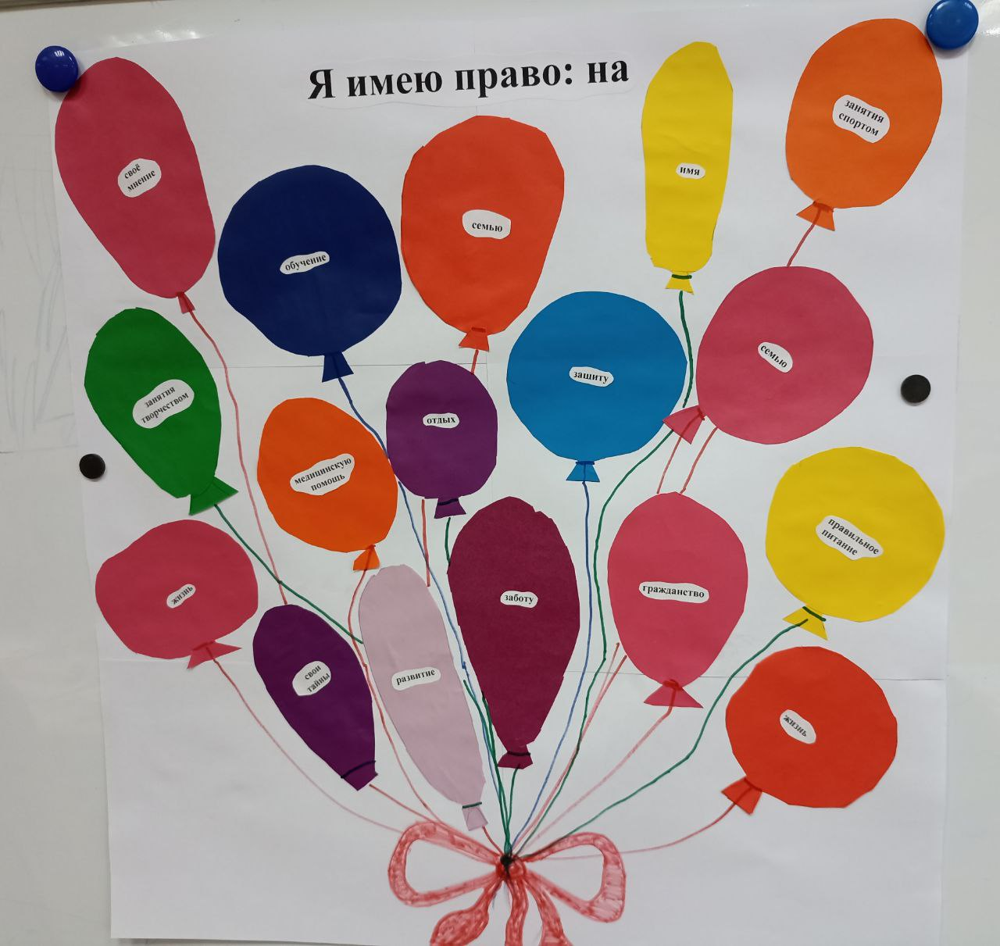 Я имею право: на
своё
мнение
обучение
семью
имя
занятия
спортом
занятия
творчеством
медицинскую
помощь
отдых
защиту
семью
жизнь
свои
тайны
развитие
заботу
гражданство
правильное
питание
жизнь